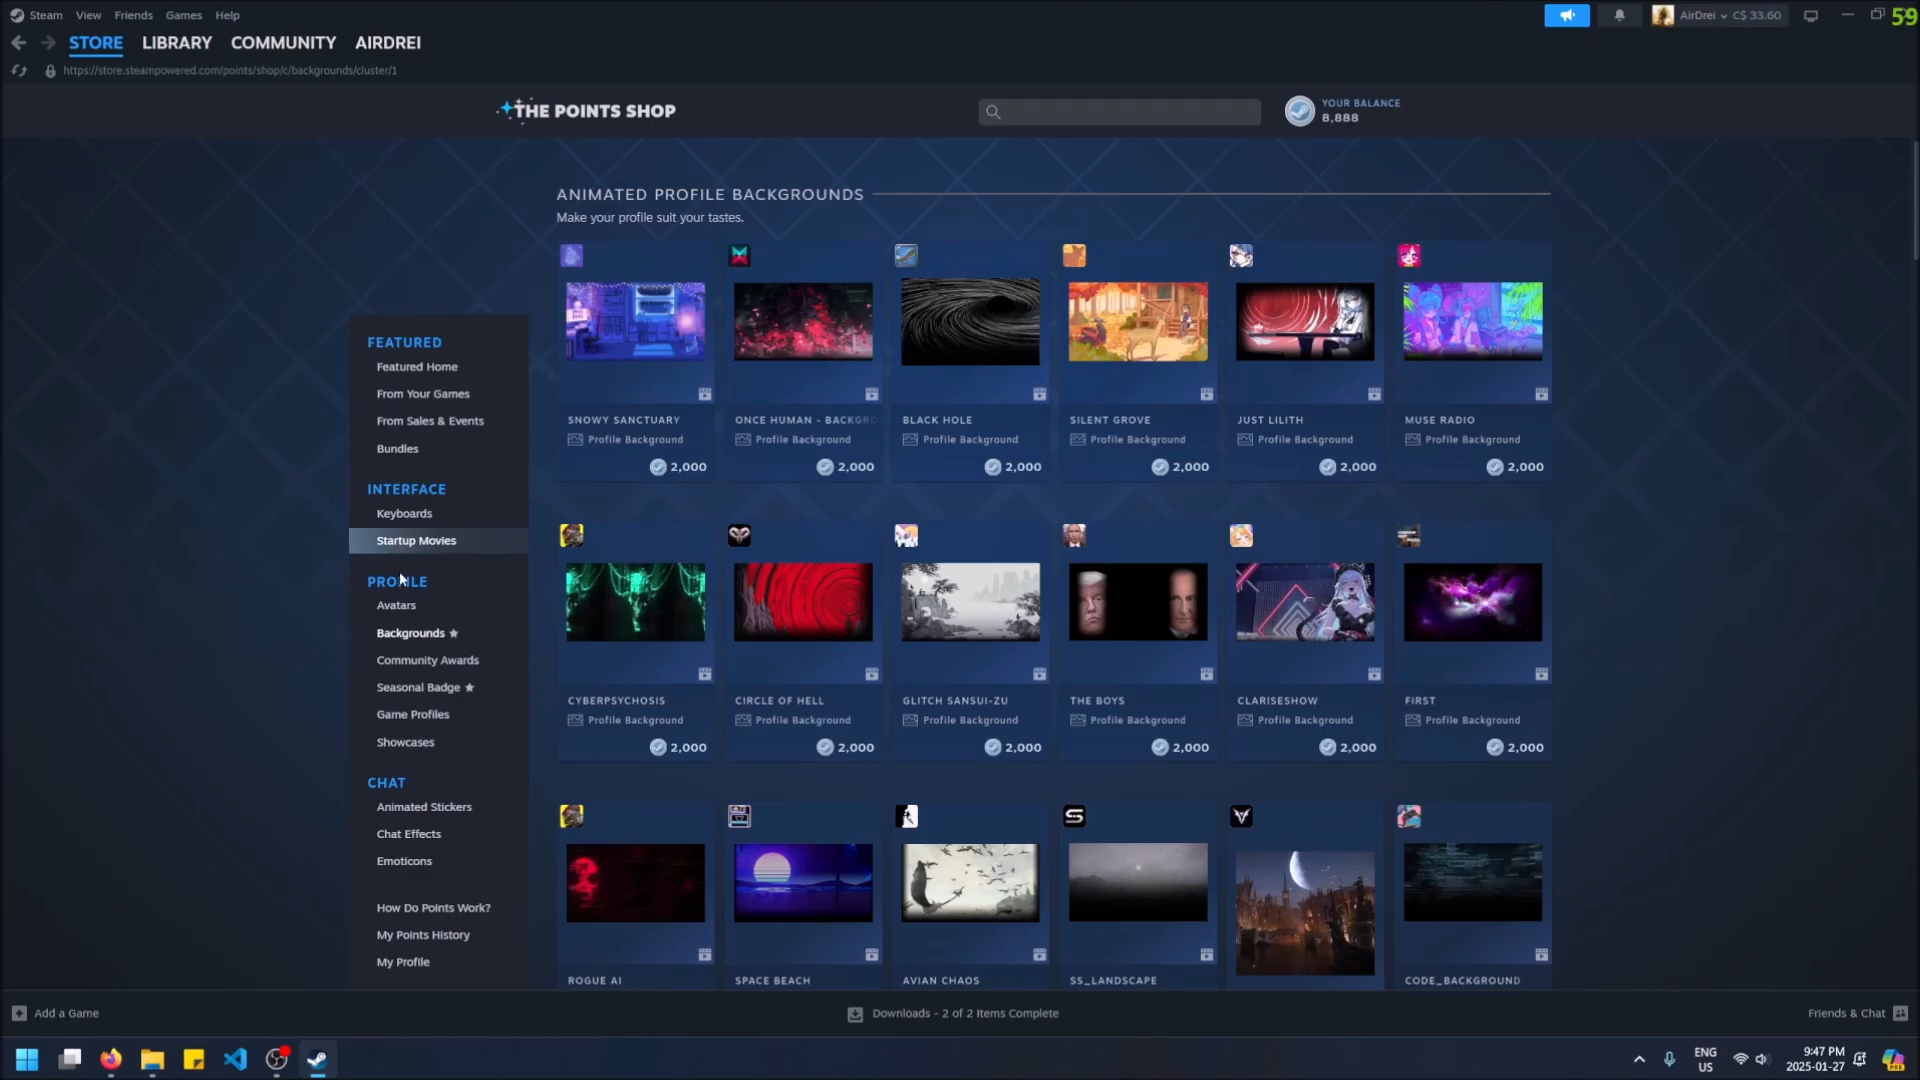 Steam View Friends Games Help
AirDrei C$ 33.60
59
STORE LIBRARY COMMUNITY AIRDREI
https://store.steampowered.com/points/shop/c/backgrounds/cluster/1
THE POINTS SHOP
YOUR BALANCE
8,888
ANIMATED PROFILE BACKGROUNDS
Make your profile suit your tastes.
FEATURED
Featured Home
From Your Games
From Sales & Events
Bundles
INTERFACE
Keyboards
Startup Movies
PROFILE
Avatars
Backgrounds
Community Awards
Seasonal Badge
Game Profiles
Showcases
CHAT
Animated Stickers
Chat Effects
Emoticons
How Do Points Work?
My Points History
My Profile
SNOWY SANCTUARY ONCE HUMAN - BACKGRO BLACK HOLE SILENT GROVE JUST LILITH MUSE RADIO
Profile Background Profile Background Profile Background Profile Background Profile Background Profile Background
2,000 2,000 2,000 2,000 2,000 2,000
CYBERPSYCHOSIS CIRCLE OF HELL GLITCH SANSUI-ZU THE BOYS CLARISESHOW FIRST
Profile Background Profile Background Profile Background Profile Background Profile Background Profile Background
2,000 2,000 2,000 2,000 2,000 2,000
ROGUE AI SPACE BEACH AVIAN CHAOS SS_LANDSCAPE CODE_BACKGROUND
Add a Game
Downloads - 2 of 2 Items Complete
Friends & Chat
ENG
US
9:47 PM
2025-01-27
PRE